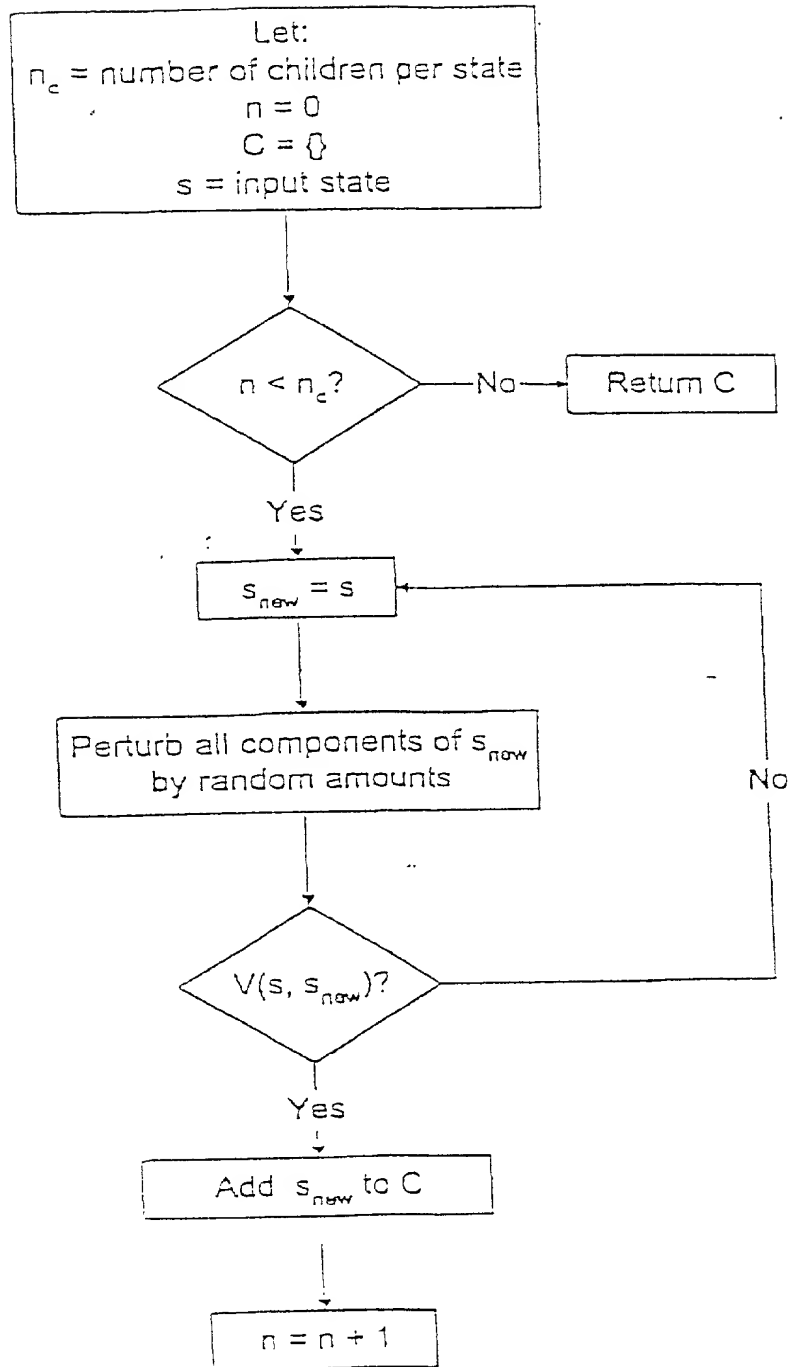 Let:
n_c = number of children per state
n = 0
C = {}
s = input state
n < n_c?
No
Return C
Yes
s_new = s
Perturb all components of s_new
by random amounts
No
V(s, s_new)?
Yes
Add s_new to C
n = n + 1